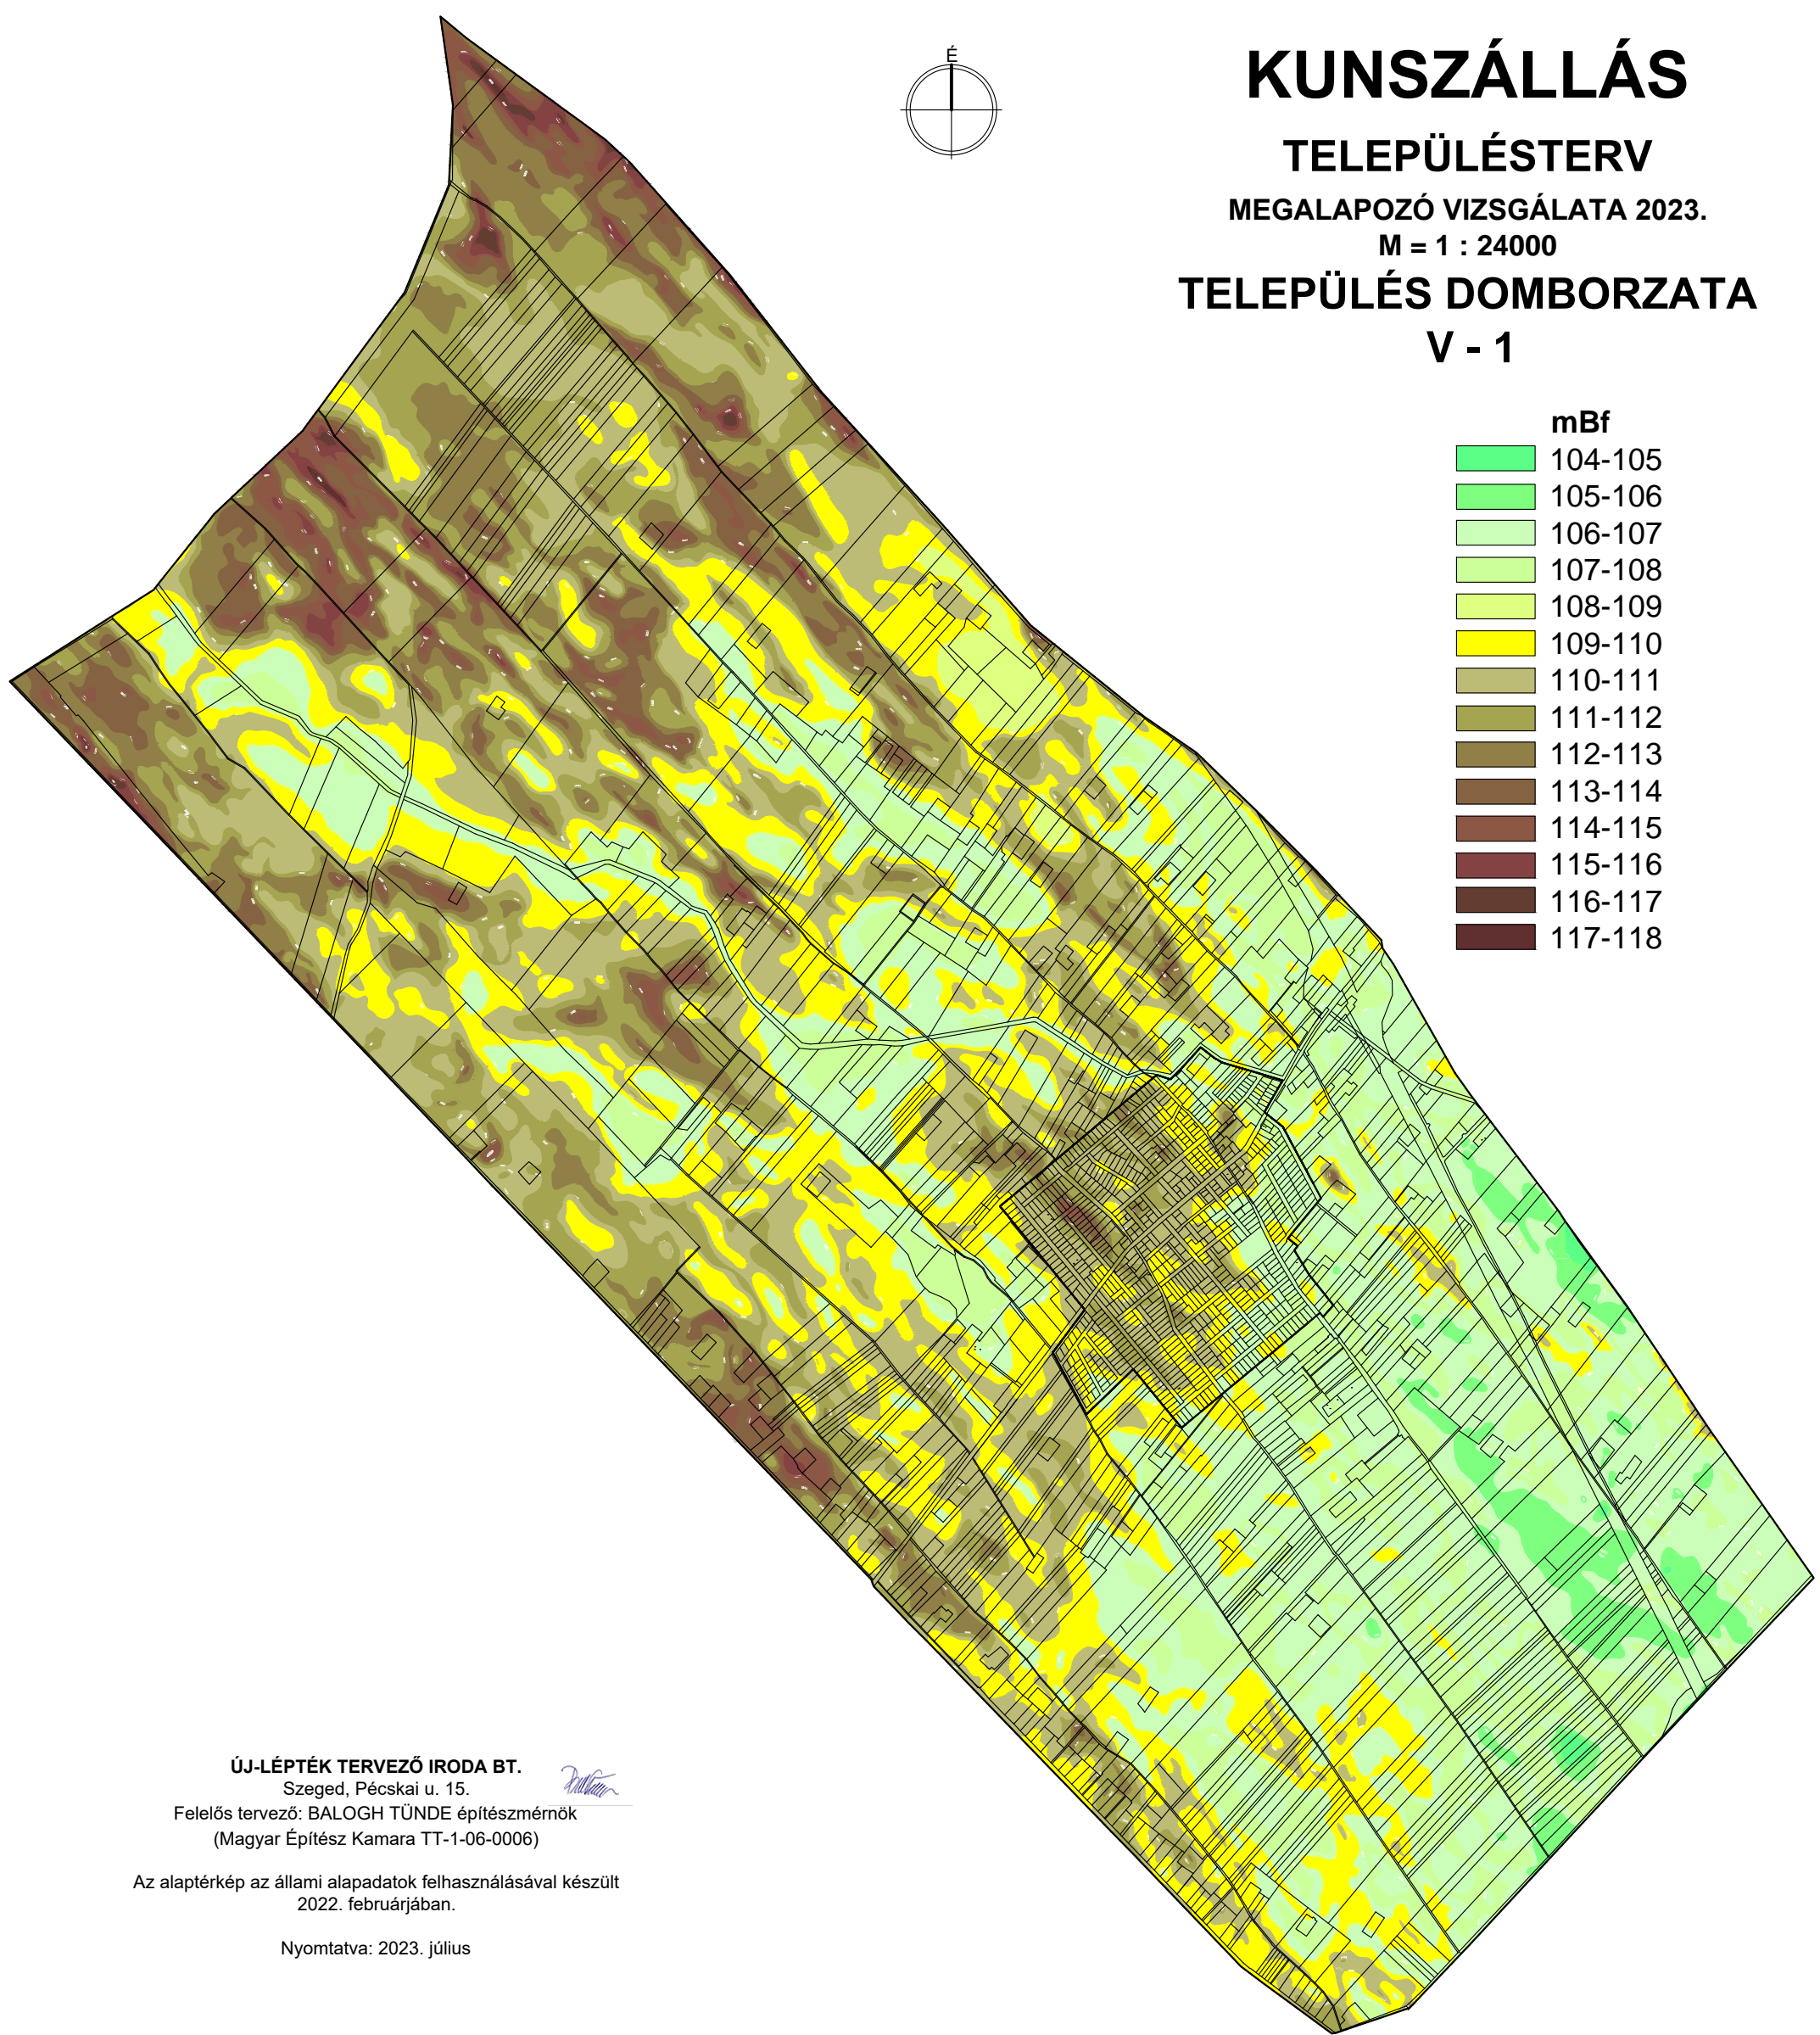 É
KUNSZÁLLÁS
TELEPÜLÉSTERV
MEGALAPOZÓ VIZSGÁLATA 2023.
M = 1 : 24000
TELEPÜLÉS DOMBORZATA
V - 1
mBf
104-105
105-106
106-107
107-108
108-109
109-110
110-111
111-112
112-113
113-114
114-115
115-116
116-117
117-118
ÚJ-LÉPTÉK TERVEZŐ IRODA BT.
Szeged, Pécskai u. 15.
Felelős tervező: BALOGH TÜNDE építészmérnök
(Magyar Építész Kamara TT-1-06-0006)
Az alaptérkép az állami alapadatok felhasználásával készült
2022. februárjában.
Nyomtatva: 2023. július